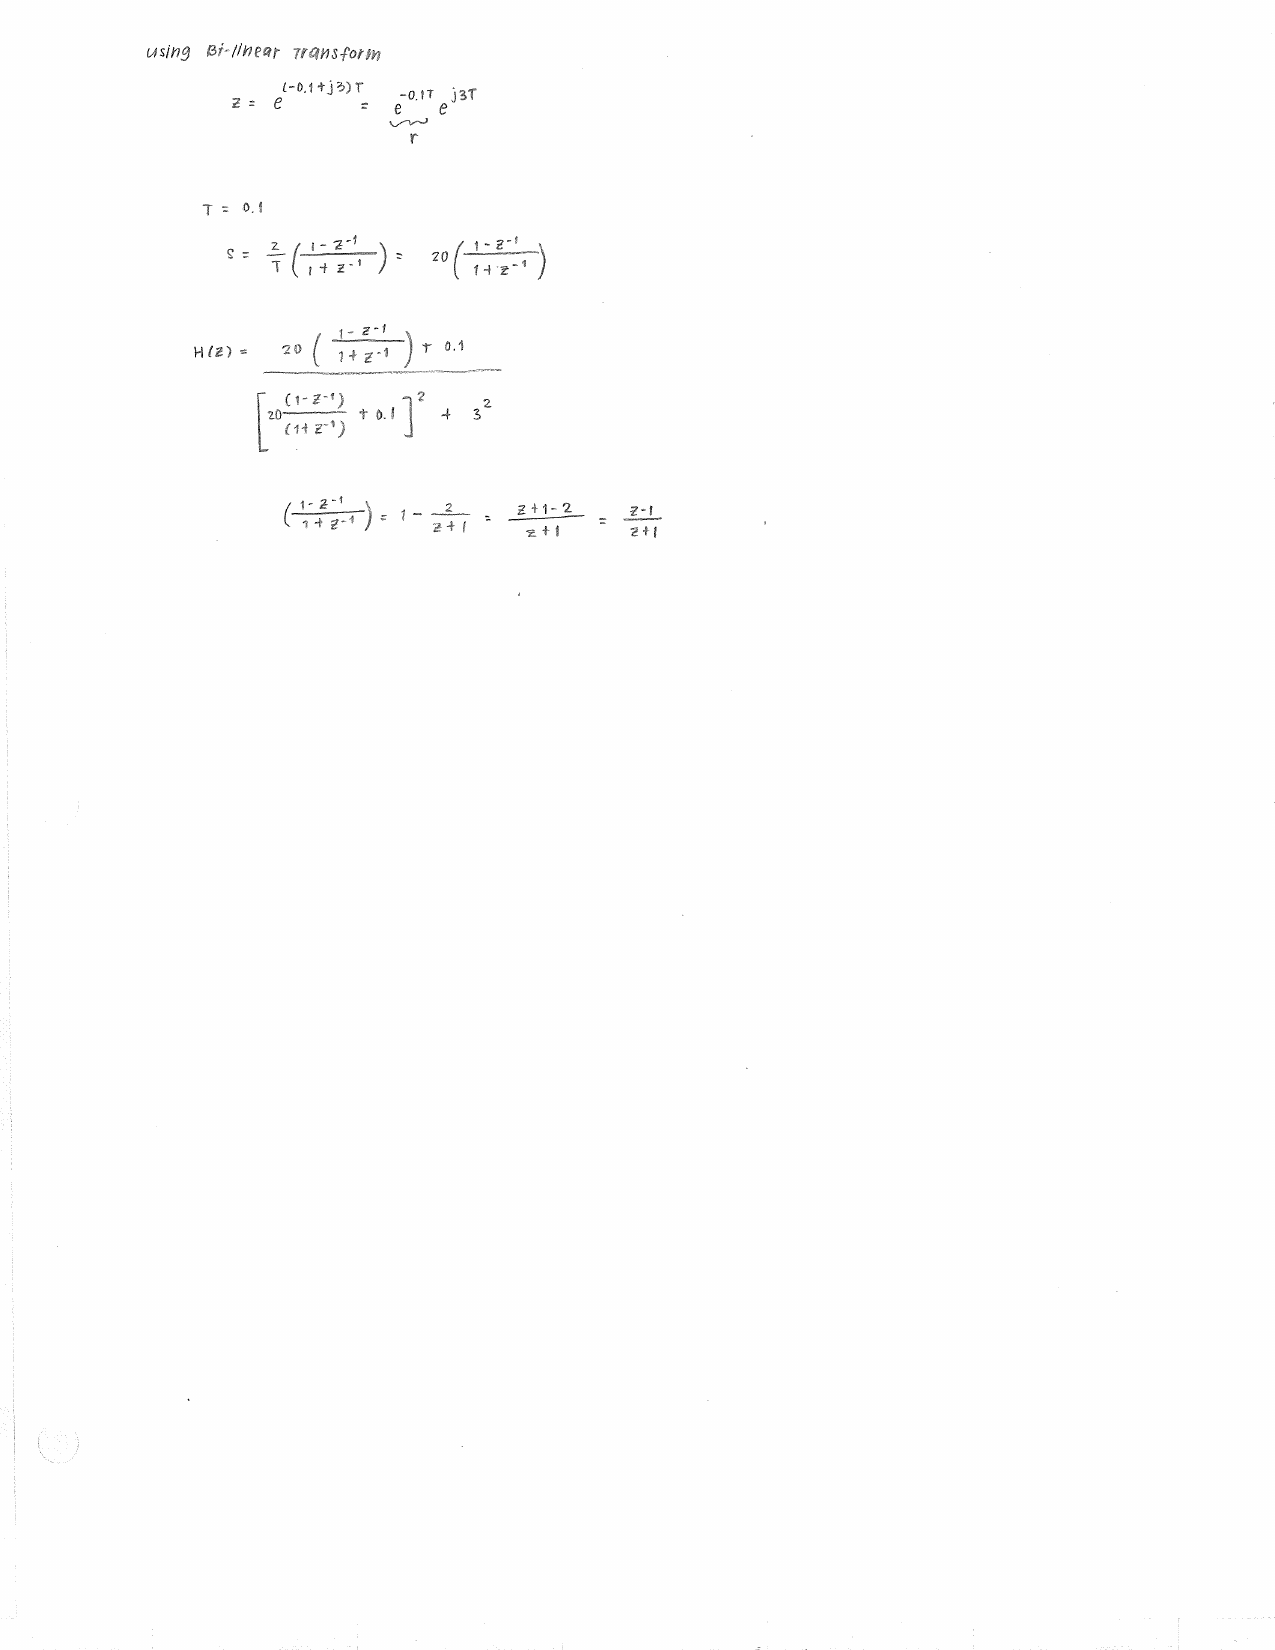 using Bi-linear Transform
z = e^{(-0.1+j3)T} = e^{-0.1T} e^{j3T}
r
T = 0.1
S = \frac{2}{T} \left( \frac{1 - z^{-1}}{1 + z^{-1}} \right) = 20 \left( \frac{1 - z^{-1}}{1 + z^{-1}} \right)
H(z) = \frac{20 \left( \frac{1 - z^{-1}}{1 + z^{-1}} \right) + 0.1}{\left[ 20 \frac{(1 - z^{-1})}{(1 + z^{-1})} + 0.1 \right]^2 + 3^2}
\left( \frac{1 - z^{-1}}{1 + z^{-1}} \right) = 1 - \frac{2}{z+1} = \frac{z+1-2}{z+1} = \frac{z-1}{z+1}